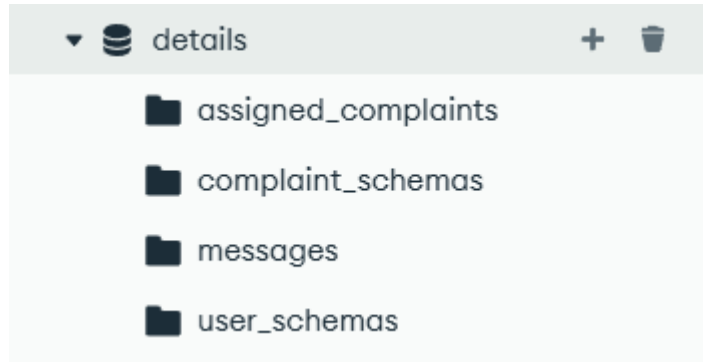 details
assigned_complaints
complaint_schemas
messages
user_schemas